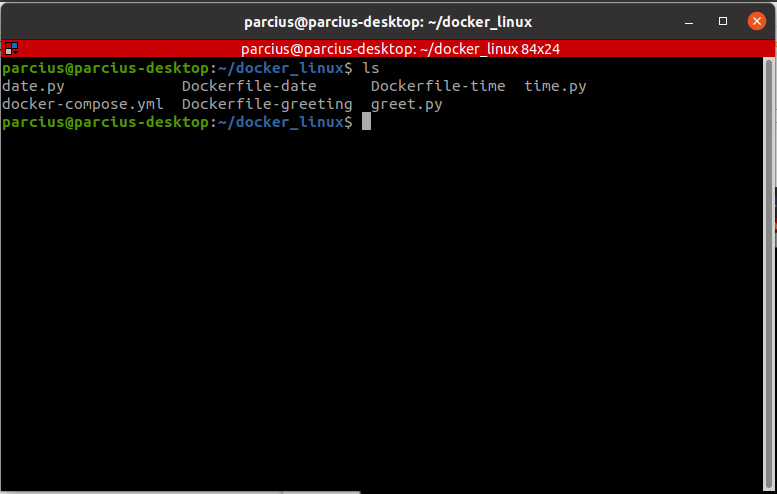 parcius@parcius-desktop: ~/docker_linux
parcius@parcius-desktop: ~/docker_linux 84x24
parcius@parcius-desktop:~/docker_linux$ ls
date.py             Dockerfile-date      Dockerfile-time  time.py
docker-compose.yml  Dockerfile-greeting  greet.py
parcius@parcius-desktop:~/docker_linux$